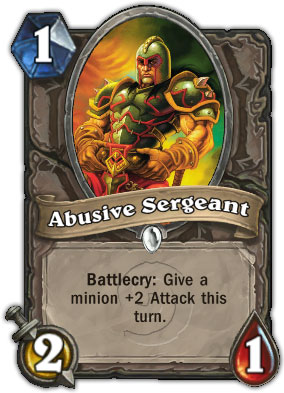 1
Abusive Sergeant
Battlecry: Give a
minion +2 Attack this
turn.
2
1